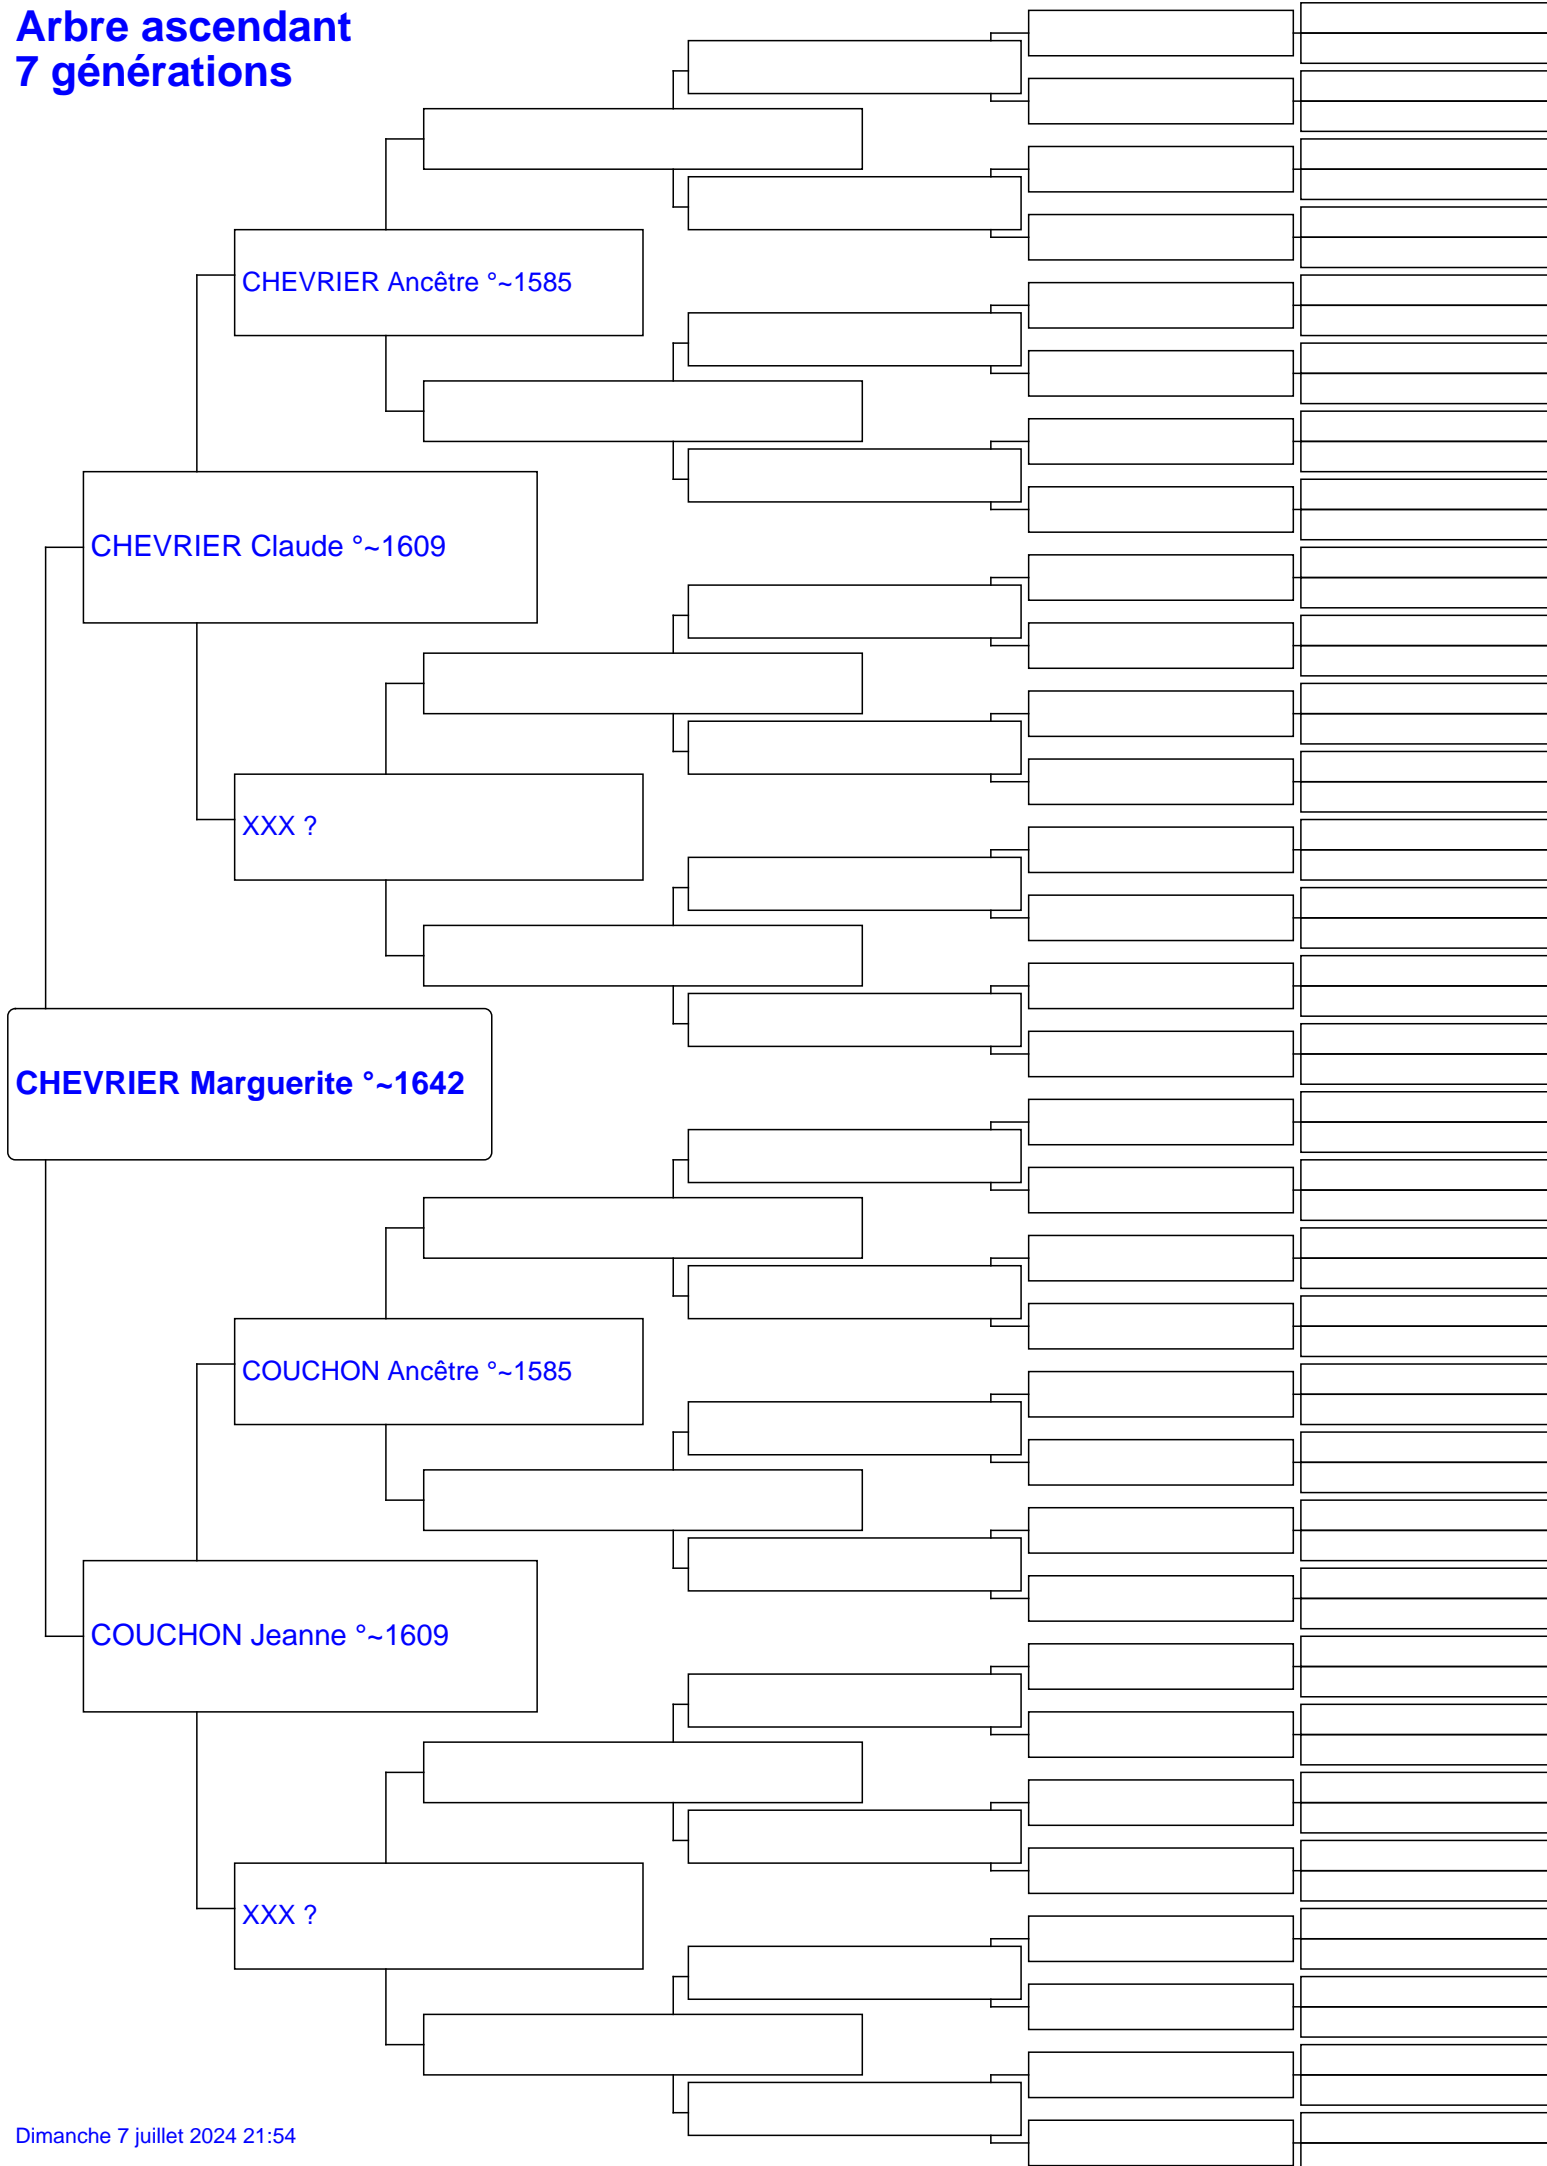 Arbre ascendant
7 générations
CHEVRIER Ancêtre °~1585
CHEVRIER Claude °~1609
XXX ?
CHEVRIER Marguerite °~1642
COUCHON Ancêtre °~1585
COUCHON Jeanne °~1609
XXX ?
Dimanche 7 juillet 2024 21:54